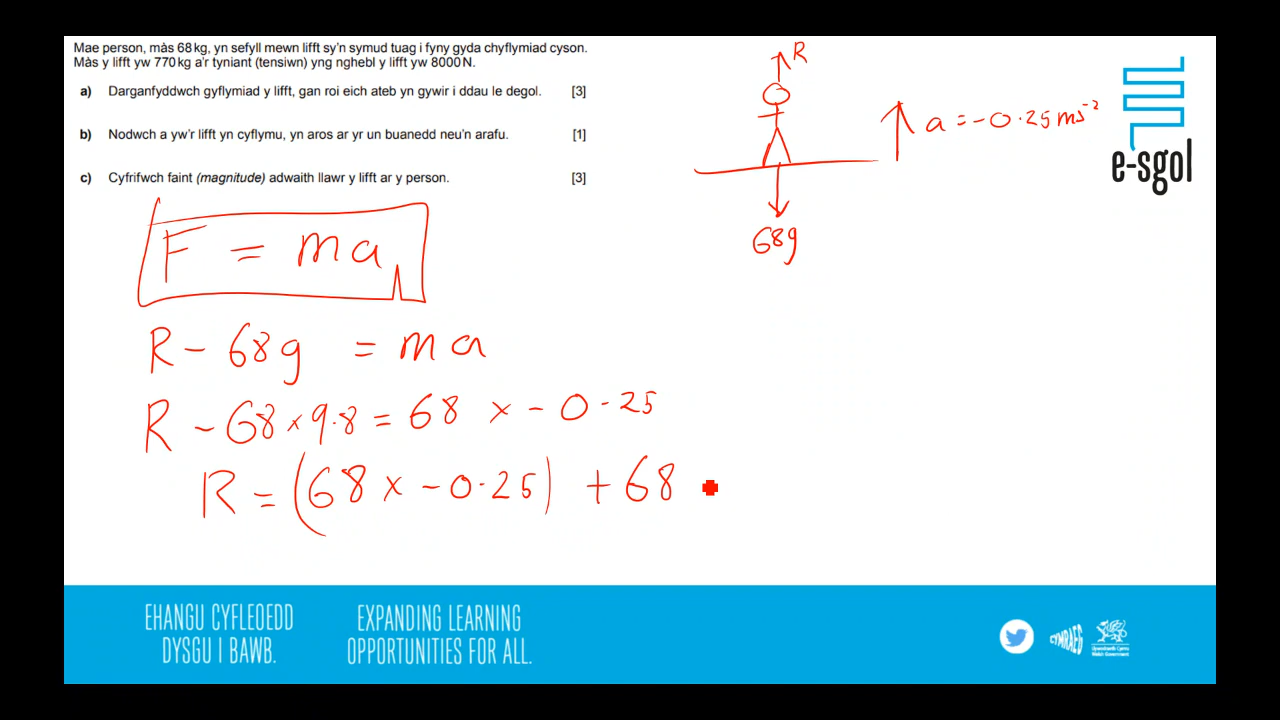 Mae person, màs 68 kg, yn sefyll mewn lifft sy'n symud tuag i fyny gyda chyflymiad cyson.
Màs y lifft yw 770 kg a'r tyniant (tensiwn) yng nghebl y lifft yw 8000 N.
a) Darganfyddwch gyflymiad y lifft, gan roi eich ateb yn gywir i ddau le degol. [3]
b) Nodwch a yw'r lifft yn cyflymu, yn aros ar yr un buanedd neu'n arafu. [1]
c) Cyfrifwch faint (magnitude) adwaith llawr y lifft ar y person. [3]
R
a = -0.25 ms⁻²
68g
e-sgol
F = ma
R - 68g = ma
R - 68 × 9.8 = 68 × -0.25
R = (68 × -0.25) + 68
EHANGU CYFLEOEDD
DYSGU I BAWB.
EXPANDING LEARNING
OPPORTUNITIES FOR ALL.
CYMRAEG
Llywodraeth Cymru
Welsh Government